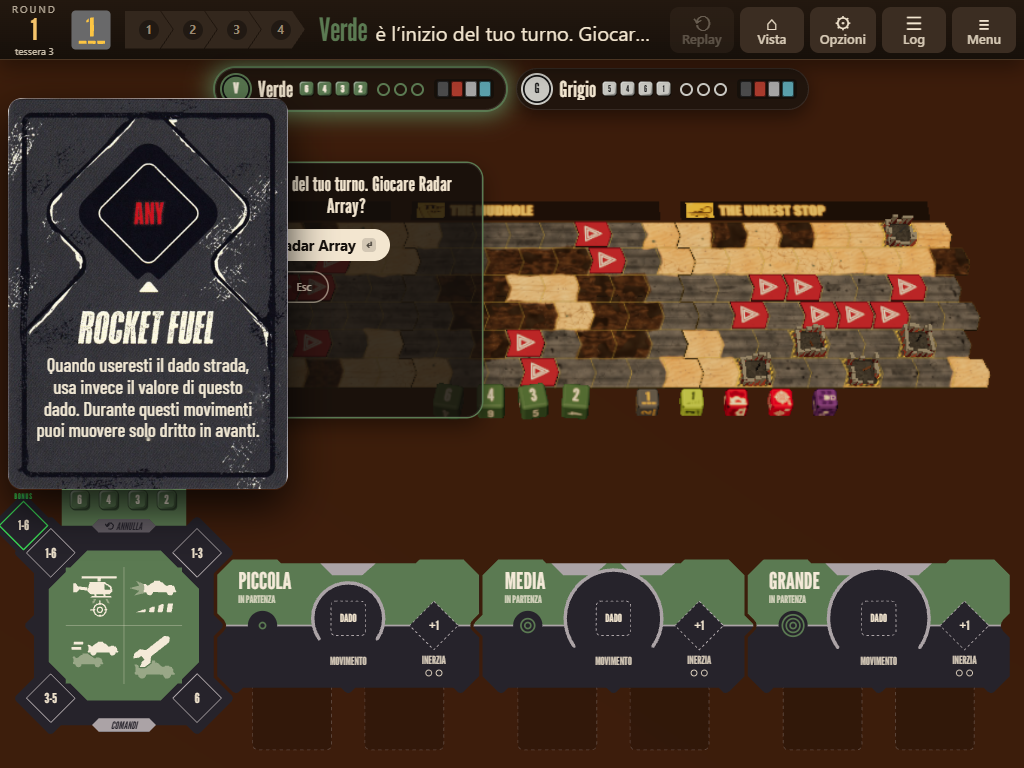 ROUND
1
tessera 3
1
1 2 3 4
Verde è l'inizio del tuo turno. Giocar...
Replay
Vista
Opzioni
Log
Menu
V Verde 6 4 3 2
G Grigio 5 4 6 1
ANY
ROCKET FUEL
Quando useresti il dado strada,
usa invece il valore di questo
dado. Durante questi movimenti
puoi muovere solo dritto in avanti.
del tuo turno. Giocare Radar
Array?
adar Array
Esc
THE MUDHOLE
THE UNREST STOP
6 4 3 2
1
BONUS
6 4 3 2
ANNULLA
1-6
1-6
1-3
3-5
6
COMANDI
PICCOLA
IN PARTENZA
DADO
+1
MOVIMENTO
INERZIA
MEDIA
IN PARTENZA
DADO
+1
MOVIMENTO
INERZIA
GRANDE
IN PARTENZA
DADO
+1
MOVIMENTO
INERZIA